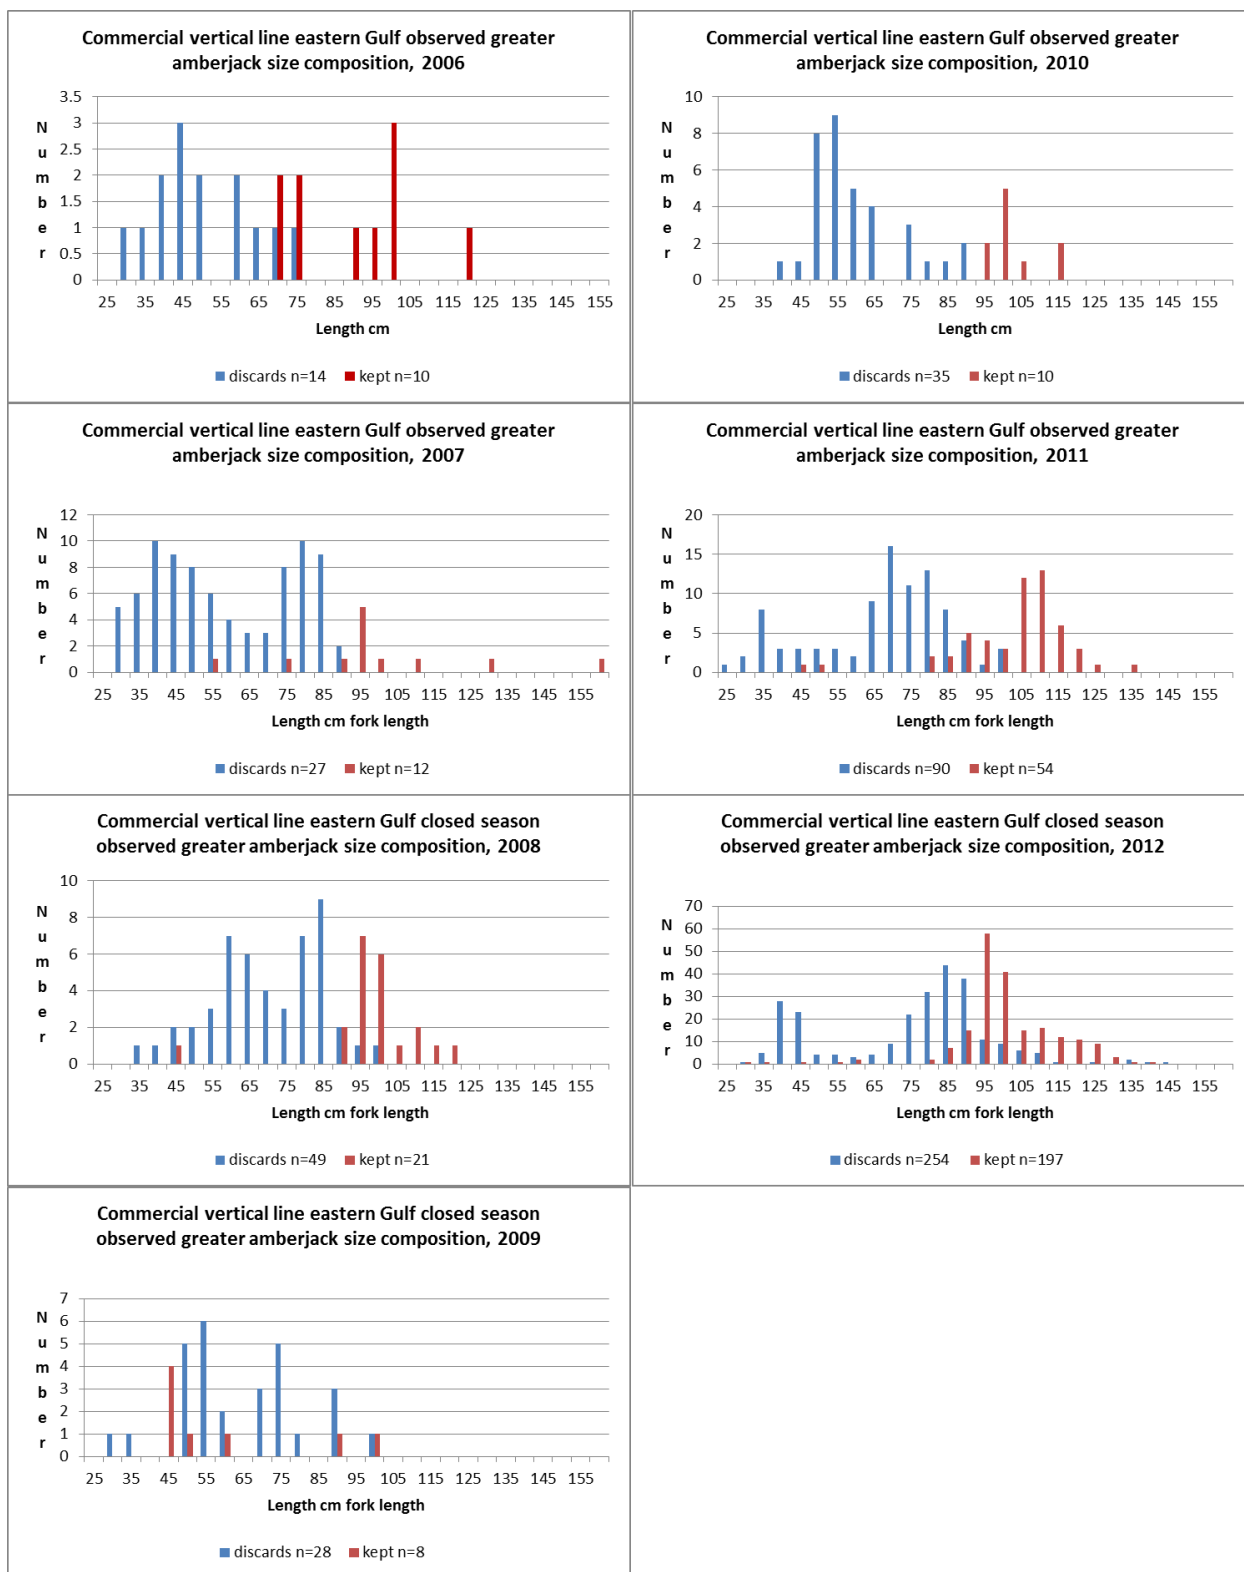 Commercial vertical line eastern Gulf observed greater
amberjack size composition, 2006
Number
3.5
3
2.5
2
1.5
1
0.5
0
25 35 45 55 65 75 85 95 105 115 125 135 145 155
Length cm
discards n=14 kept n=10
Commercial vertical line eastern Gulf observed greater
amberjack size composition, 2010
Number
10
8
6
4
2
0
25 35 45 55 65 75 85 95 105 115 125 135 145 155
Length cm
discards n=35 kept n=10
Commercial vertical line eastern Gulf observed greater
amberjack size composition, 2007
Number
12
10
8
6
4
2
0
25 35 45 55 65 75 85 95 105 115 125 135 145 155
Length cm fork length
discards n=27 kept n=12
Commercial vertical line eastern Gulf observed greater
amberjack size composition, 2011
Number
20
15
10
5
0
25 35 45 55 65 75 85 95 105 115 125 135 145 155
Length cm fork length
discards n=90 kept n=54
Commercial vertical line eastern Gulf closed season
observed greater amberjack size composition, 2008
Number
10
8
6
4
2
0
25 35 45 55 65 75 85 95 105 115 125 135 145 155
Length cm fork length
discards n=49 kept n=21
Commercial vertical line eastern Gulf closed season
observed greater amberjack size composition, 2012
Number
70
60
50
40
30
20
10
0
25 35 45 55 65 75 85 95 105 115 125 135 145 155
Length cm fork length
discards n=254 kept n=197
Commercial vertical line eastern Gulf closed season
observed greater amberjack size composition, 2009
Number
7
6
5
4
3
2
1
0
25 35 45 55 65 75 85 95 105 115 125 135 145 155
Length cm fork length
discards n=28 kept n=8